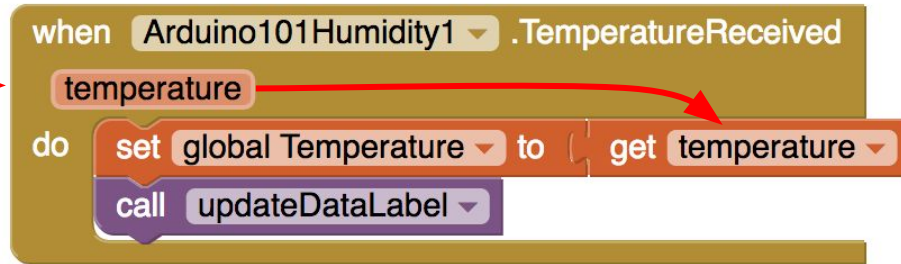 when Arduino101Humidity1 .TemperatureReceived
temperature
do set global Temperature to get temperature
call updateDataLabel